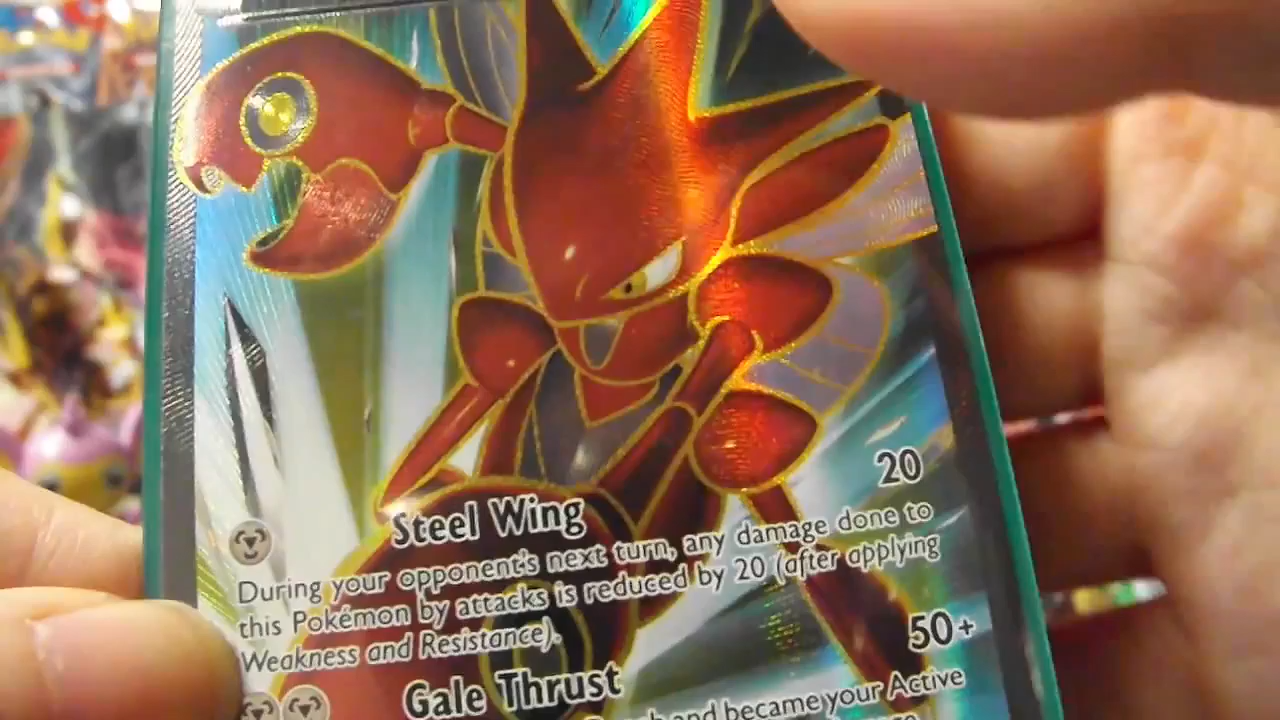 Steel Wing 20
During your opponent's next turn, any damage done to
this Pokémon by attacks is reduced by 20 (after applying
Weakness and Resistance).
Gale Thrust 50+
and became your Active